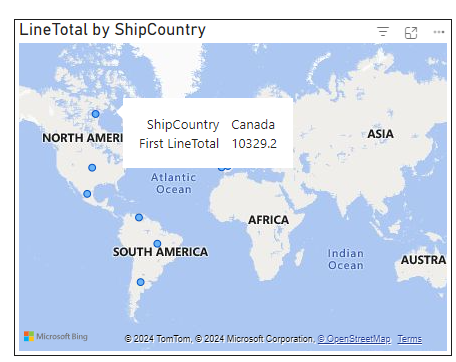 LineTotal by ShipCountry
NORTH AMERI
ShipCountry Canada
First LineTotal 10329.2
ASIA
Atlantic
Ocean
AFRICA
SOUTH AMERICA
Indian
Ocean
AUSTRA
Microsoft Bing
© 2024 TomTom, © 2024 Microsoft Corporation, © OpenStreetMap Terms